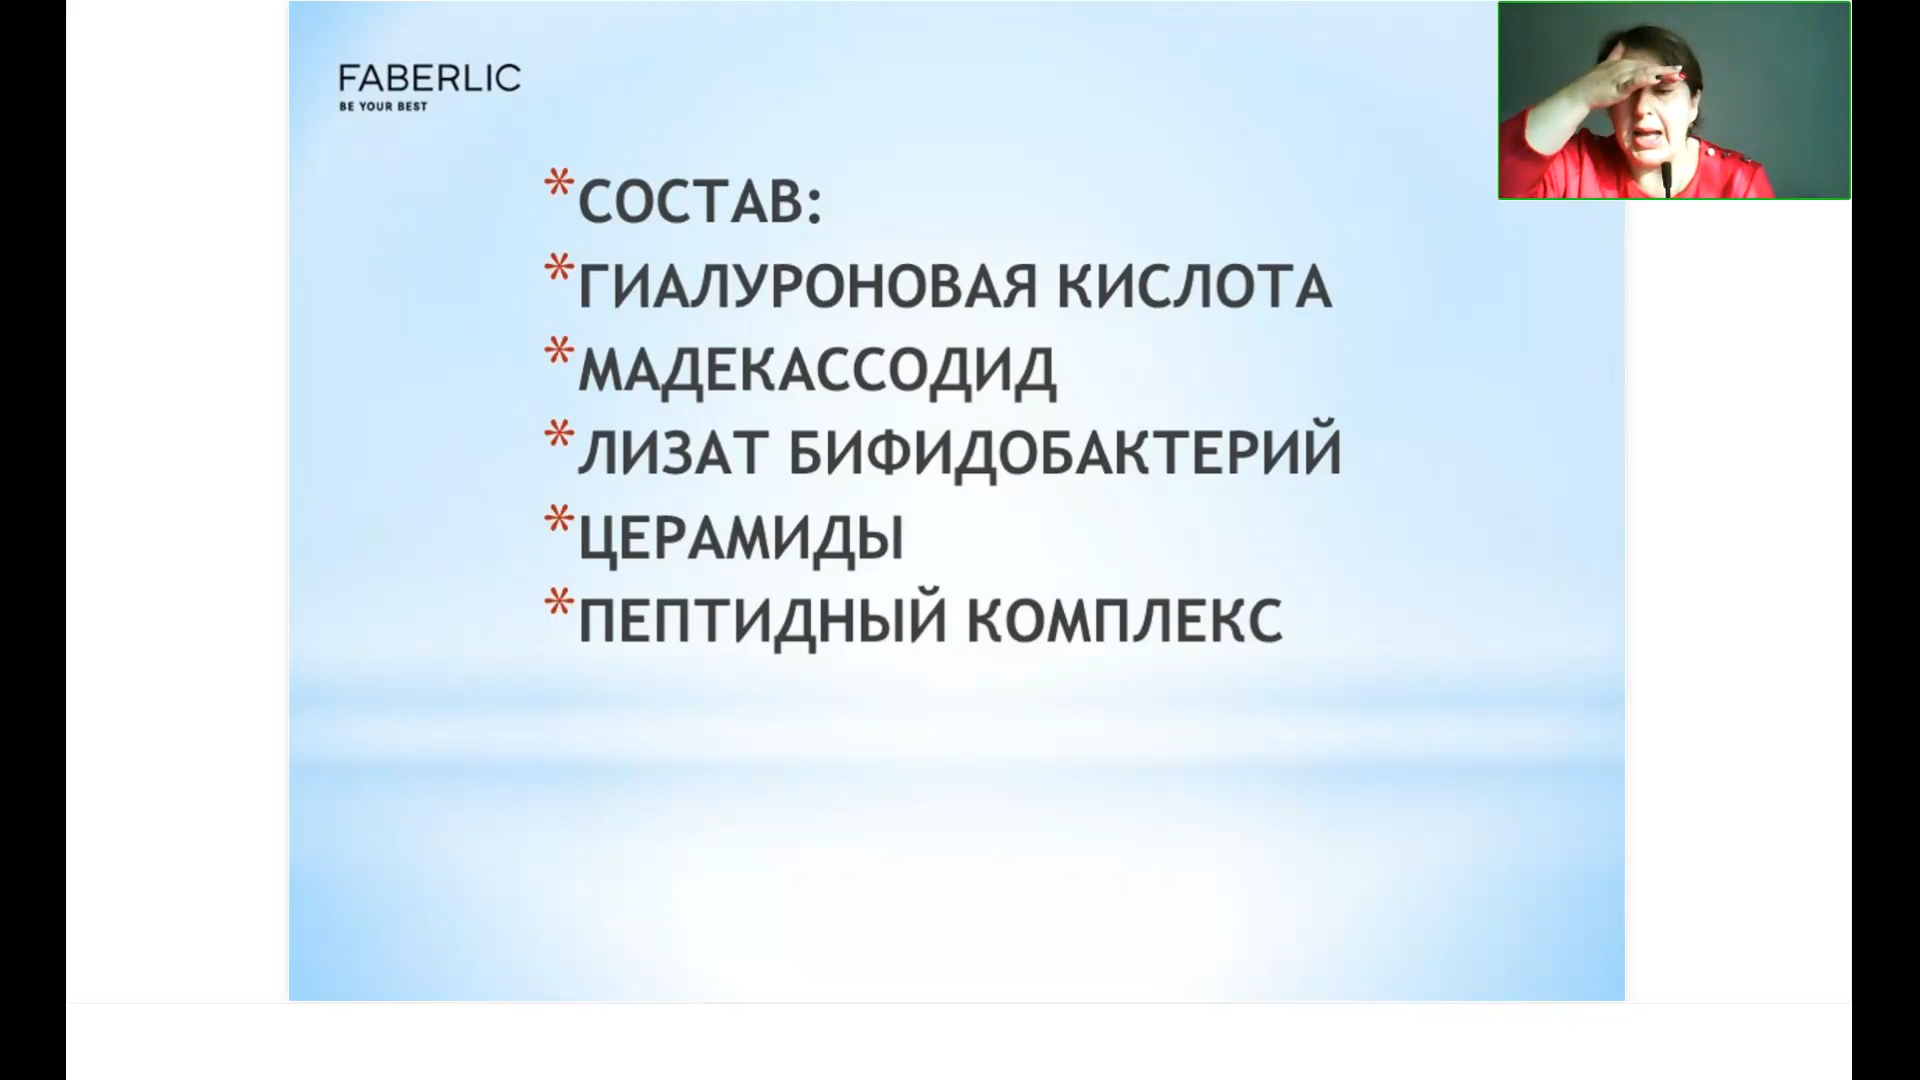 FABERLIC
BE YOUR BEST
*СОСТАВ:
*ГИАЛУРОНОВАЯ КИСЛОТА
*МАДЕКАССОДИД
*ЛИЗАТ БИФИДОБАКТЕРИЙ
*ЦЕРАМИДЫ
*ПЕПТИДНЫЙ КОМПЛЕКС